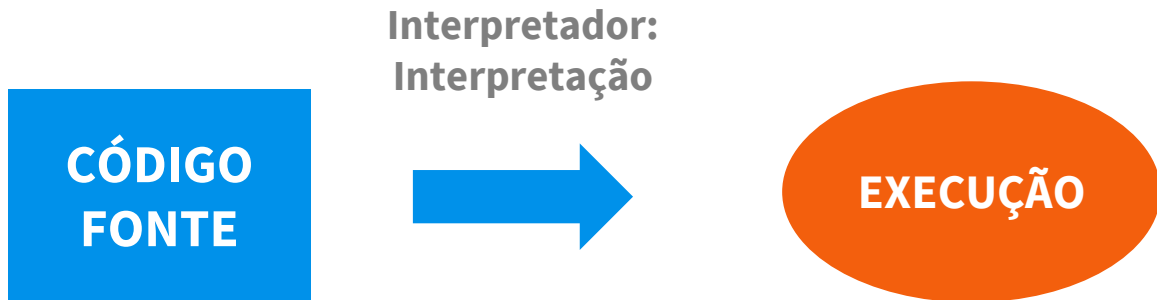 Interpretador:
Interpretação
CÓDIGO
FONTE
EXECUÇÃO